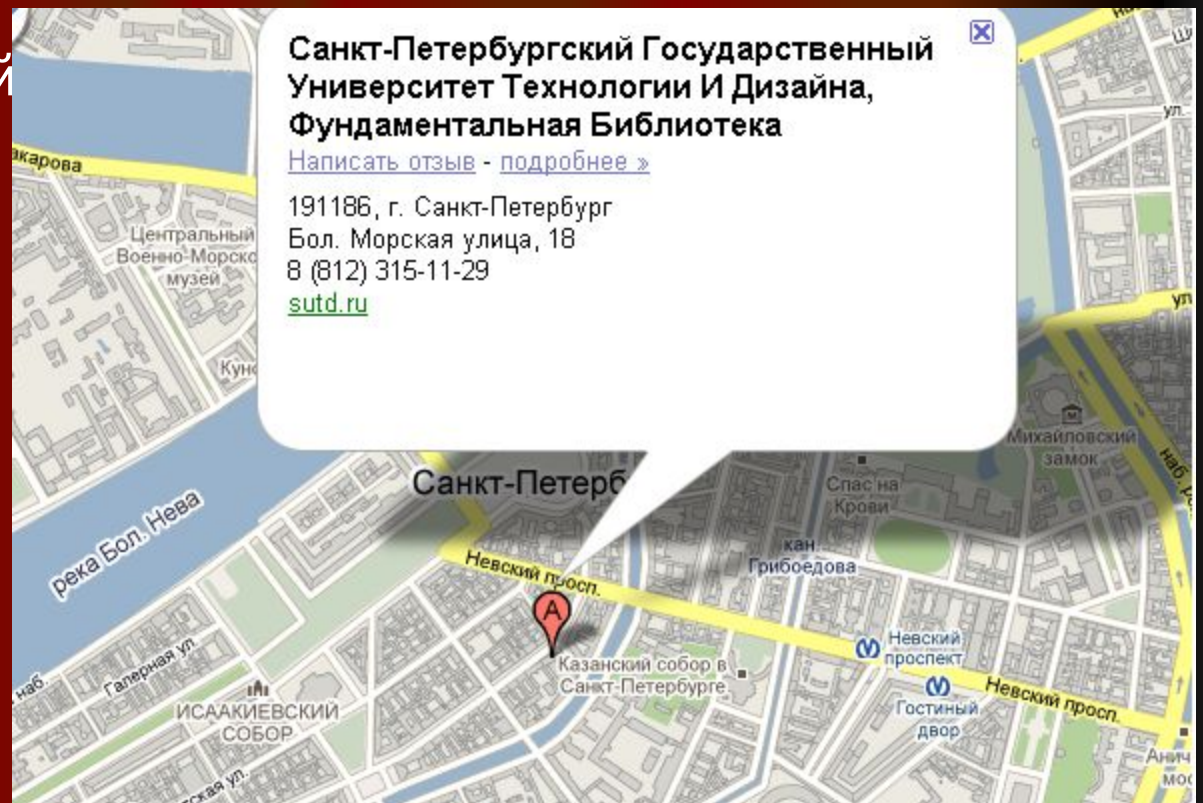 й
Санкт-Петербургский Государственный
Университет Технологии И Дизайна,
Фундаментальная Библиотека
Написать отзыв - подробнее »
191186, г. Санкт-Петербург
Бол. Морская улица, 18
8 (812) 315-11-29
sutd.ru
ул.
Центральный
музей
Михайловский
замок
Санкт-Петерб
Спас на
Крови
река Бол. Нева
кан.
Грибоедова
Невский просп.
A
Невский
проспект
Казанский собор в
Санкт-Петербурге
Галерная ул.
наб.
Гостиный
двор
Невский просп.
ИСААКИЕВСКИЙ
СОБОР